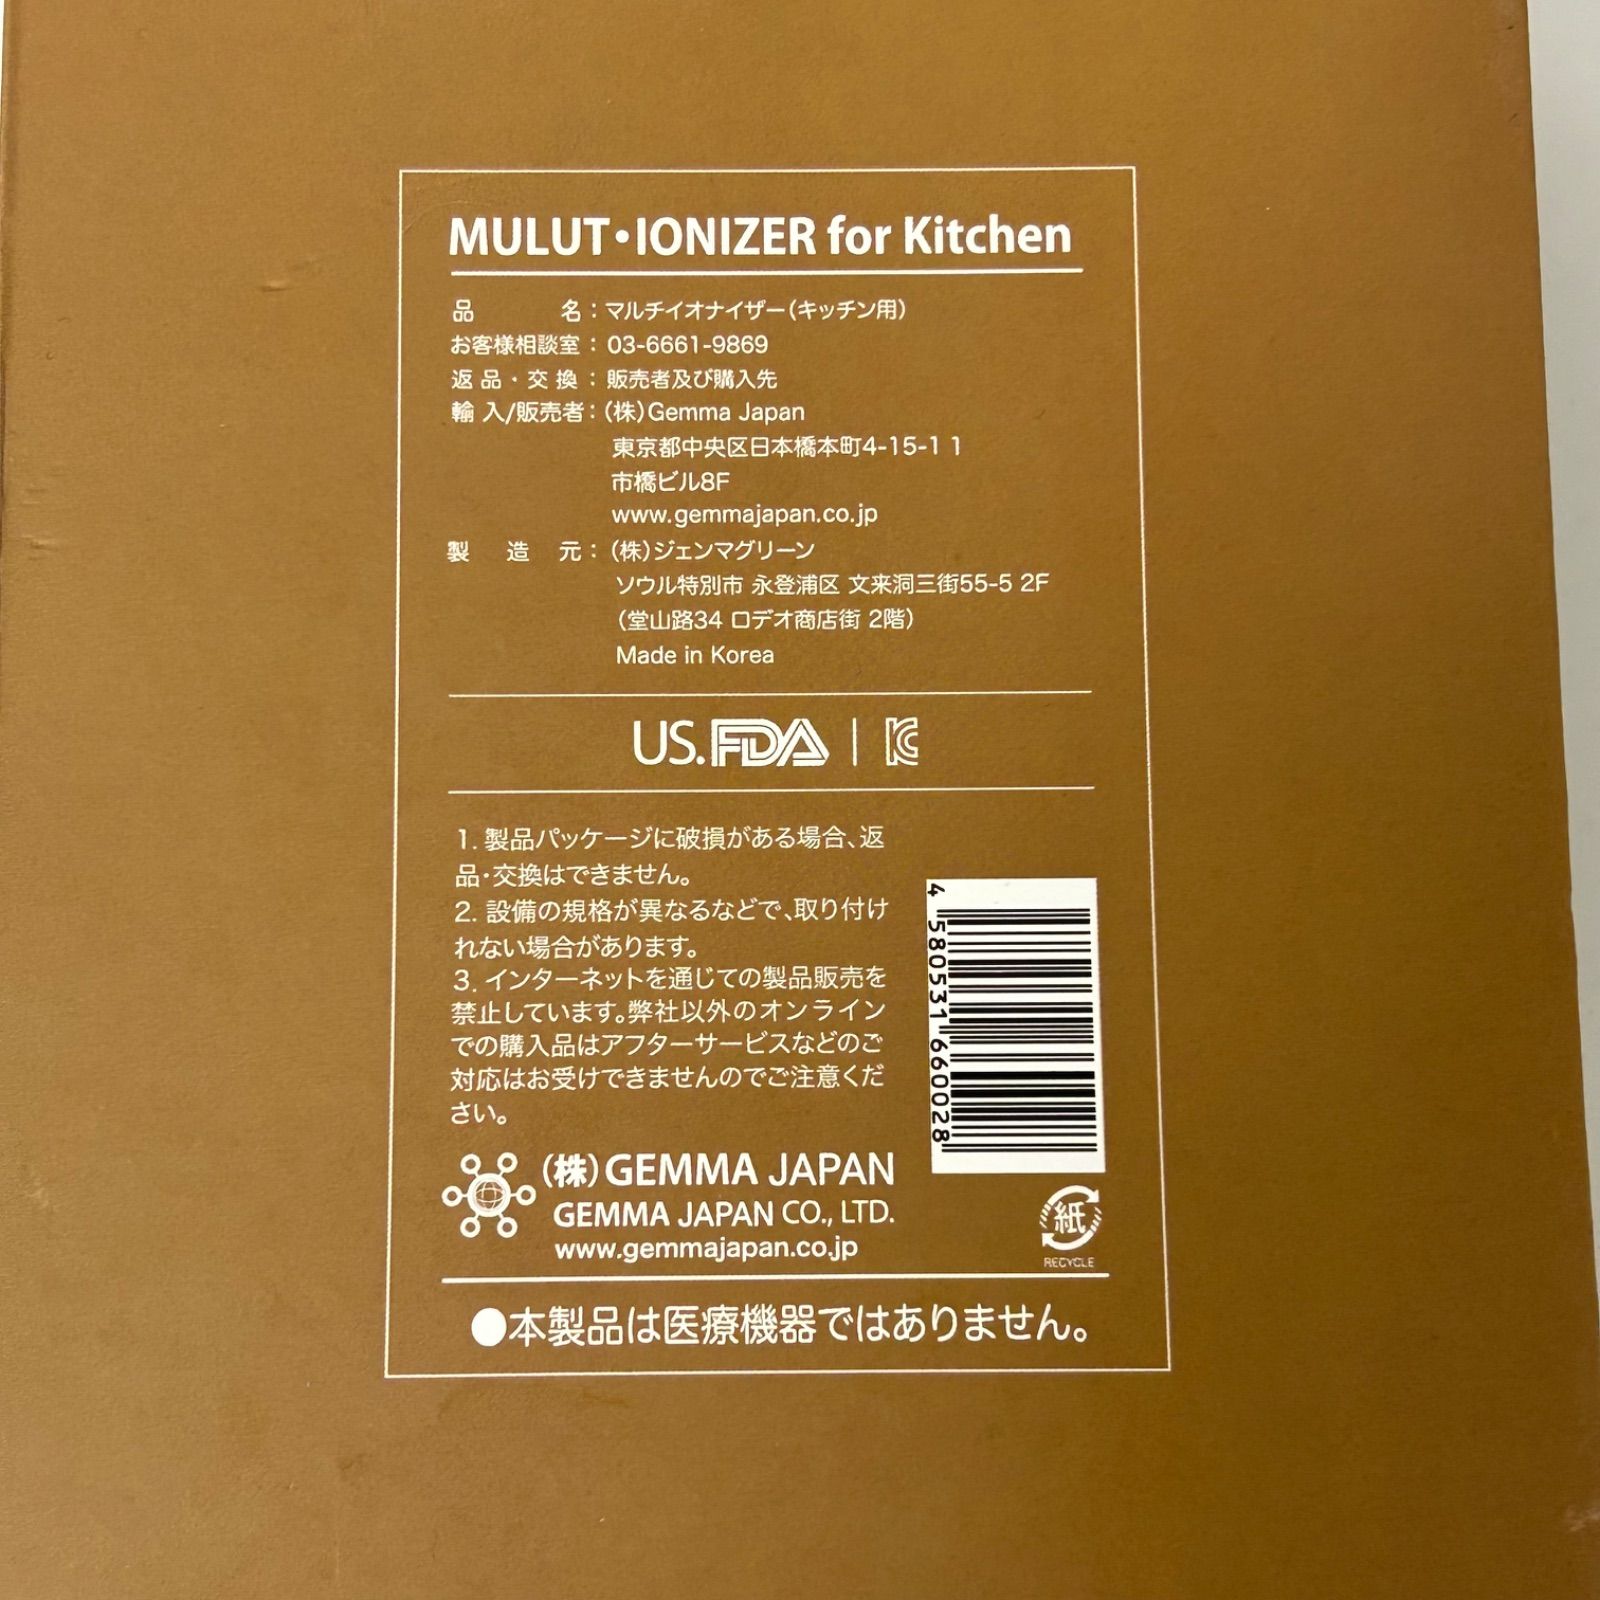 MULUT・IONIZER for Kitchen
品名：マルチイオナイザー(キッチン用)
お客様相談室：03-6661-9869
返品・交換：販売者及び購入先
輸入/販売者：(株)Gemma Japan
東京都中央区日本橋本町4-15-1 1
市橋ビル8F
www.gemmajapan.co.jp
製造元：(株)ジェンマグリーン
ソウル特別市 永登浦区 文来洞三街55-5 2F
(堂山路34 ロデオ商店街 2階)
Made in Korea
US.FDA | KC
1. 製品パッケージに破損がある場合、返
品・交換はできません。
2. 設備の規格が異なるなどで、取り付け
れない場合があります。
3. インターネットを通じての製品販売を
禁止しています。弊社以外のオンライン
での購入品はアフターサービスなどのご
対応はお受けできませんのでご注意くだ
さい。
4 580531 660028
(株)GEMMA JAPAN
GEMMA JAPAN CO., LTD.
www.gemmajapan.co.jp
紙
RECYCLE
●本製品は医療機器ではありません。